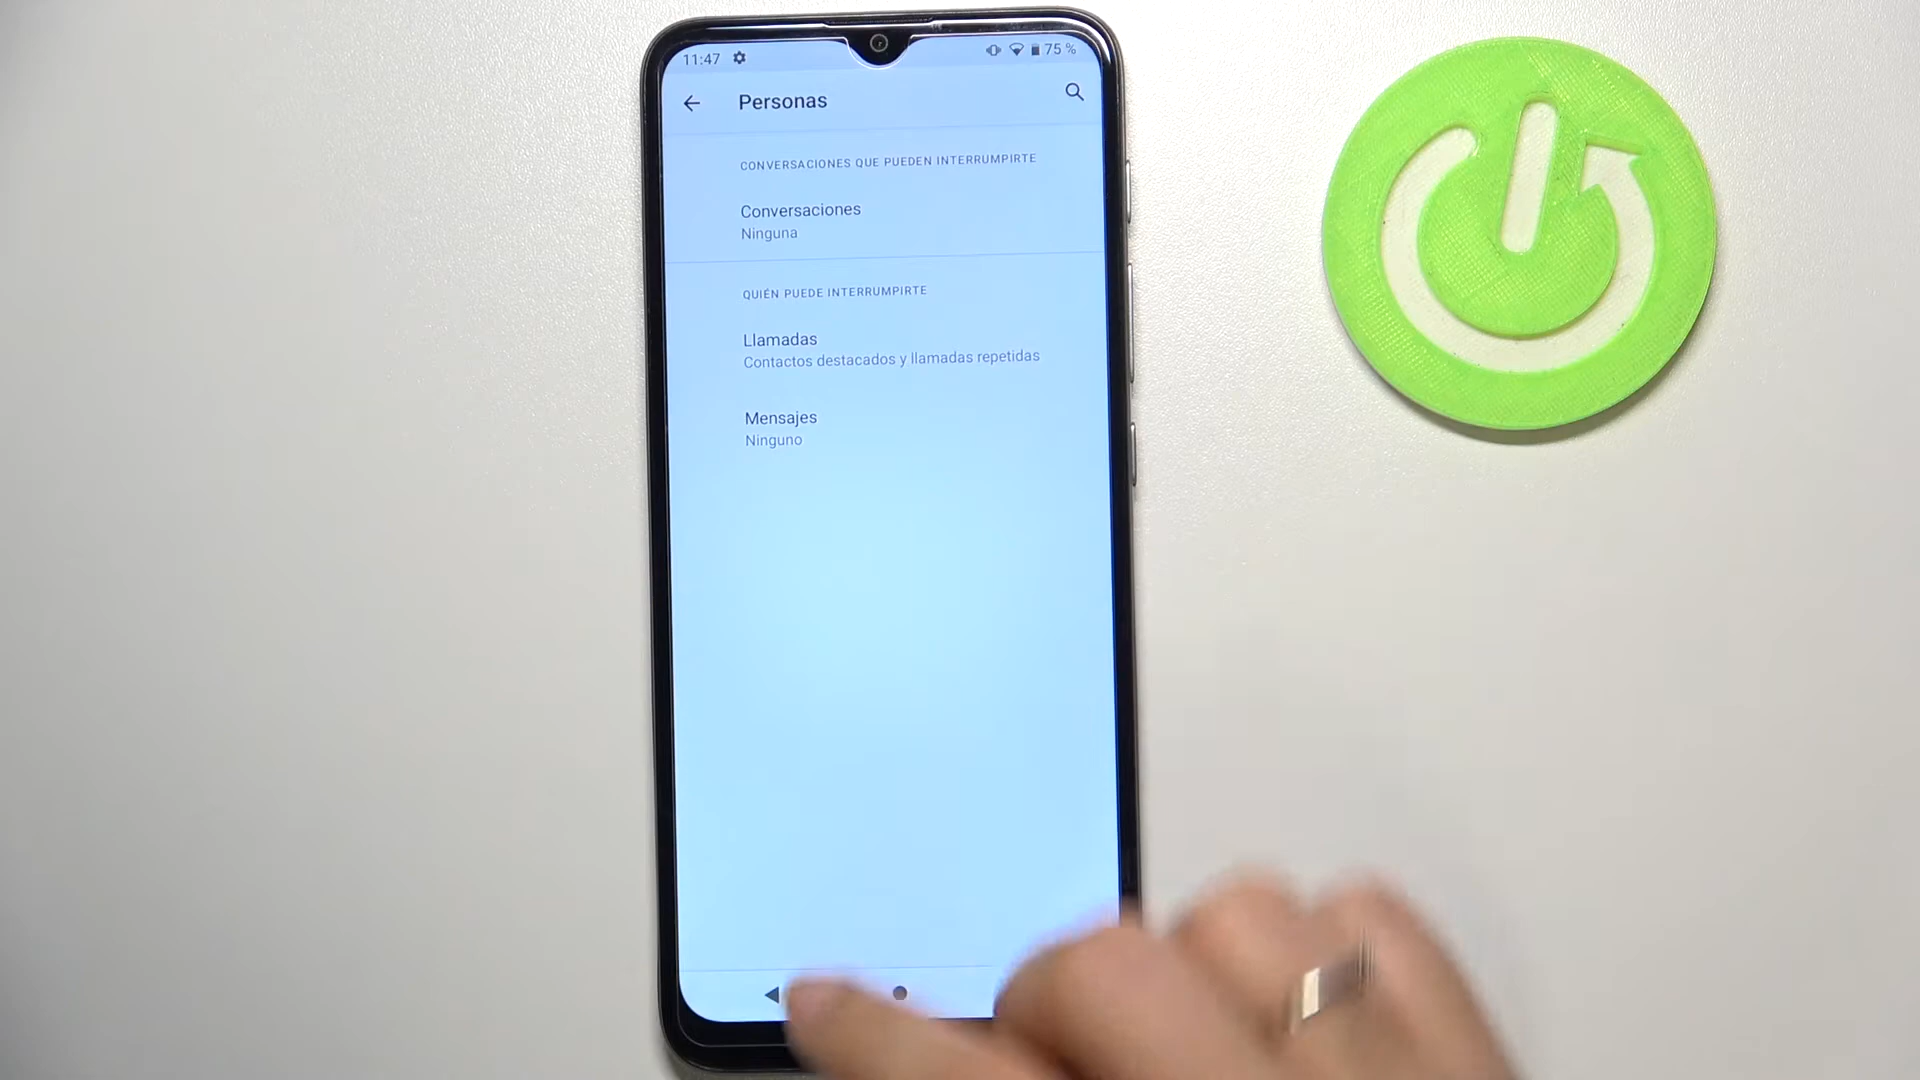 11:47
75 %
Personas
CONVERSACIONES QUE PUEDEN INTERRUMPIRTE
Conversaciones
Ninguna
QUIÉN PUEDE INTERRUMPIRTE
Llamadas
Contactos destacados y llamadas repetidas
Mensajes
Ninguno